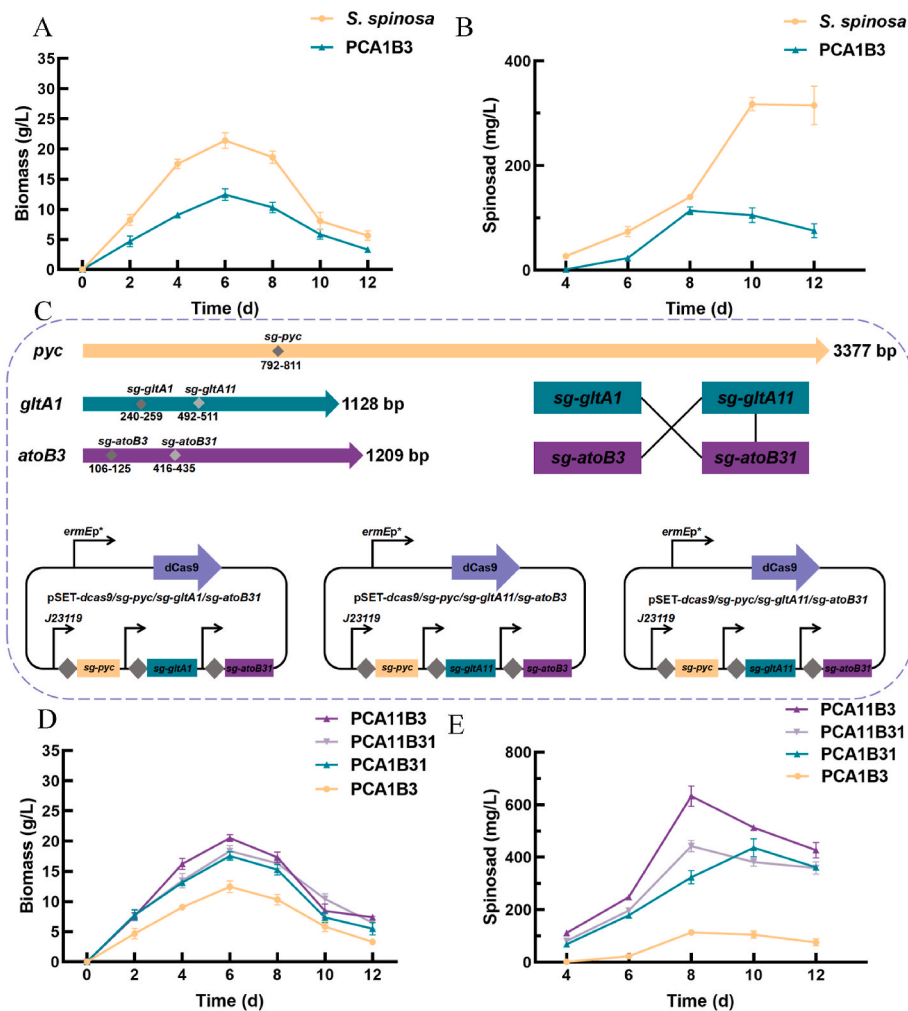 A
S. spinosa
PCA1B3
Biomass (g/L)
35
30
25
20
15
10
5
0
0 2 4 6 8 10 12
Time (d)
B
S. spinosa
PCA1B3
Spinosad (mg/L)
400
200
0
4 6 8 10 12
Time (d)
C
pyc
sg-pyc
792-811
3377 bp
gltA1
sg-gltA1 sg-gltA11
240-259 492-511
1128 bp
atoB3
sg-atoB3 sg-atoB31
106-125 416-435
1209 bp
sg-gltA1 sg-gltA11
sg-atoB3 sg-atoB31
ermEp*
dCas9
pSET-dcas9/sg-pyc/sg-gltA1/sg-atoB31
J23119
sg-pyc sg-gltA1 sg-atoB31
ermEp*
dCas9
pSET-dcas9/sg-pyc/sg-gltA11/sg-atoB3
J23119
sg-pyc sg-gltA11 sg-atoB3
ermEp*
dCas9
pSET-dcas9/sg-pyc/sg-gltA11/sg-atoB31
J23119
sg-pyc sg-gltA11 sg-atoB31
D
PCA11B3
PCA11B31
PCA1B31
PCA1B3
Biomass (g/L)
35
30
25
20
15
10
5
0
0 2 4 6 8 10 12
Time (d)
E
PCA11B3
PCA11B31
PCA1B31
PCA1B3
Spinosad (mg/L)
800
600
400
200
0
4 6 8 10 12
Time (d)